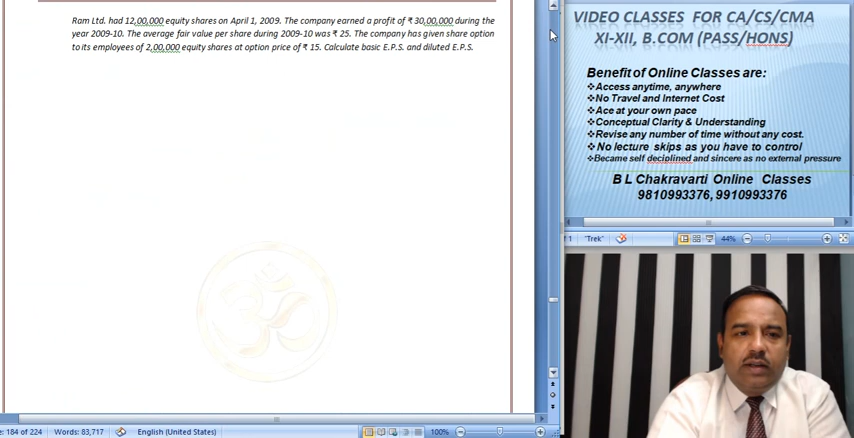 Ram Ltd. had 12,00,000 equity shares on April 1, 2009. The company earned a profit of ₹ 30,00,000 during the
year 2009-10. The average fair value per share during 2009-10 was ₹ 25. The company has given share option
to its employees of 2,00,000 equity shares at option price of ₹ 15. Calculate basic E.P.S. and diluted E.P.S.
VIDEO CLASSES FOR CA/CS/CMA
XI-XII, B.COM (PASS/HONS)
Benefit of Online Classes are:
❖Access anytime, anywhere
❖No Travel and Internet Cost
❖Ace at your own pace
❖Conceptual Clarity & Understanding
❖Revise any number of time without any cost.
❖No lecture skips as you have to control
❖Became self deciplined and sincere as no external pressure
B L Chakravarti Online Classes
9810993376, 9910993376
f 1 "Trek" 44%
ॐ
e: 184 of 224 Words: 83,717 English (United States) 100%